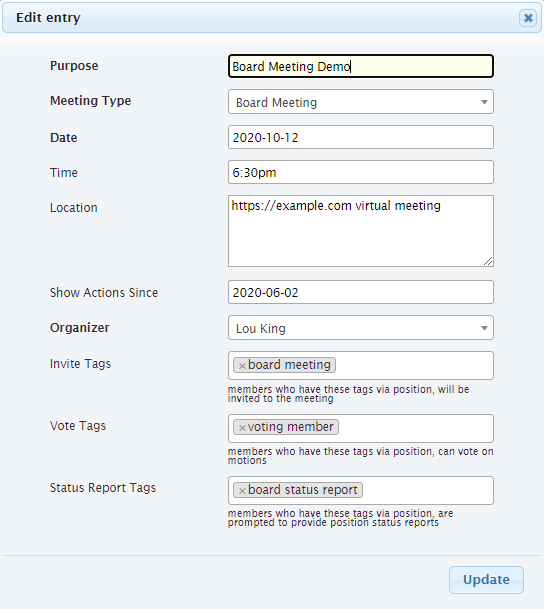 Edit entry
Purpose
Board Meeting Demo
Meeting Type
Board Meeting
Date
2020-10-12
Time
6:30pm
Location
https://example.com virtual meeting
Show Actions Since
2020-06-02
Organizer
Lou King
Invite Tags
×board meeting
members who have these tags via position, will be
invited to the meeting
Vote Tags
×voting member
members who have these tags via position, can vote on
motions
Status Report Tags
×board status report
members who have these tags via position, are
prompted to provide position status reports
Update